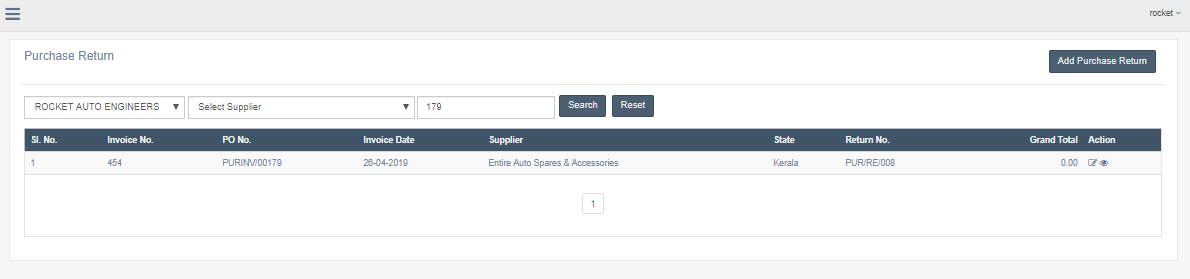 rocket
Purchase Return
Add Purchase Return
ROCKET AUTO ENGINEERS Select Supplier 179 Search Reset
Sl. No. Invoice No. PO No. Invoice Date Supplier State Return No. Grand Total Action
1 454 PURINV/00179 26-04-2019 Entire Auto Spares & Accessories Kerala PUR/RE/008 0.00
1